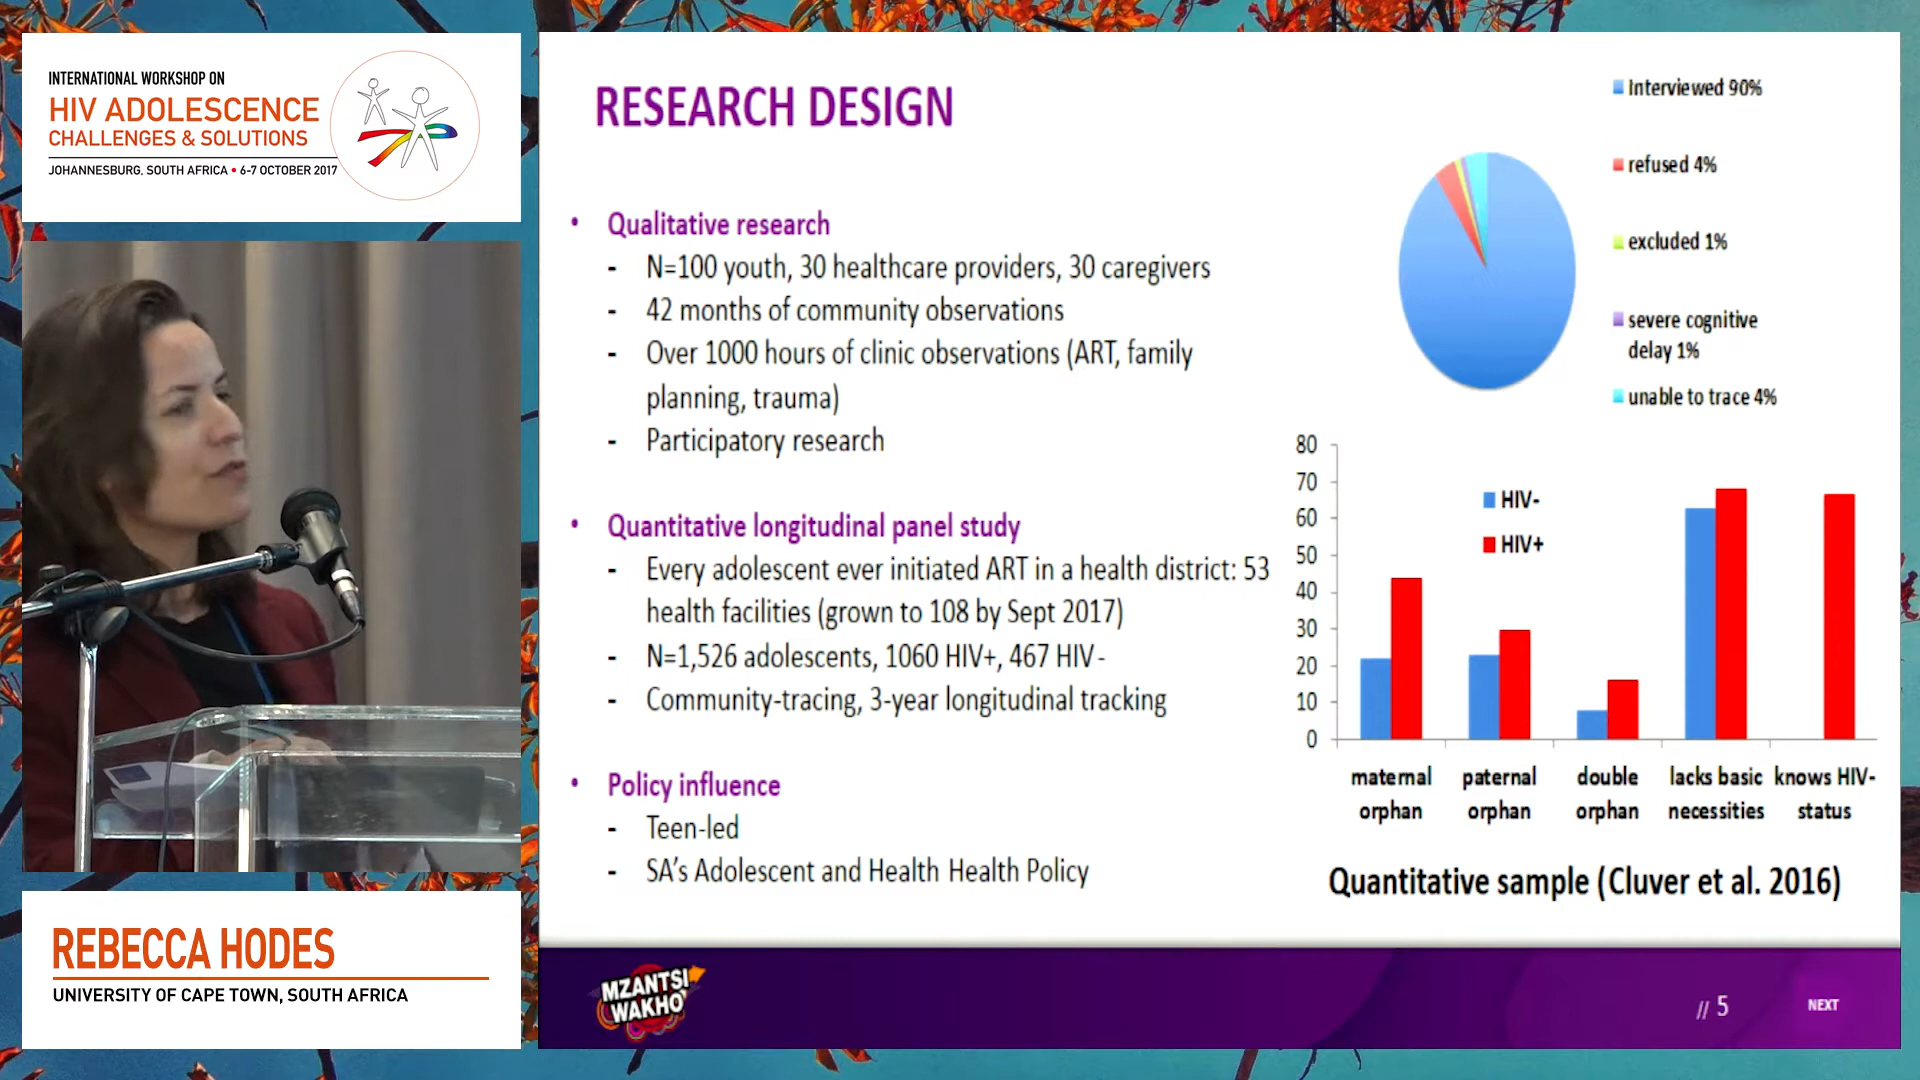 INTERNATIONAL WORKSHOP ON
HIV ADOLESCENCE
CHALLENGES & SOLUTIONS
JOHANNESBURG, SOUTH AFRICA • 6-7 OCTOBER 2017
REBECCA HODES
UNIVERSITY OF CAPE TOWN, SOUTH AFRICA
RESEARCH DESIGN
• Qualitative research
- N=100 youth, 30 healthcare providers, 30 caregivers
- 42 months of community observations
- Over 1000 hours of clinic observations (ART, family
planning, trauma)
- Participatory research
• Quantitative longitudinal panel study
- Every adolescent ever initiated ART in a health district: 53
health facilities (grown to 108 by Sept 2017)
- N=1,526 adolescents, 1060 HIV+, 467 HIV-
- Community-tracing, 3-year longitudinal tracking
• Policy influence
- Teen-led
- SA's Adolescent and Health Health Policy
Interviewed 90%
refused 4%
excluded 1%
severe cognitive
delay 1%
unable to trace 4%
80
70
60
50
40
30
20
10
0
HIV-
HIV+
maternal
orphan
paternal
orphan
double
orphan
lacks basic
necessities
knows HIV-
status
Quantitative sample (Cluver et al. 2016)
MZANTSI
WAKHO
// 5
NEXT